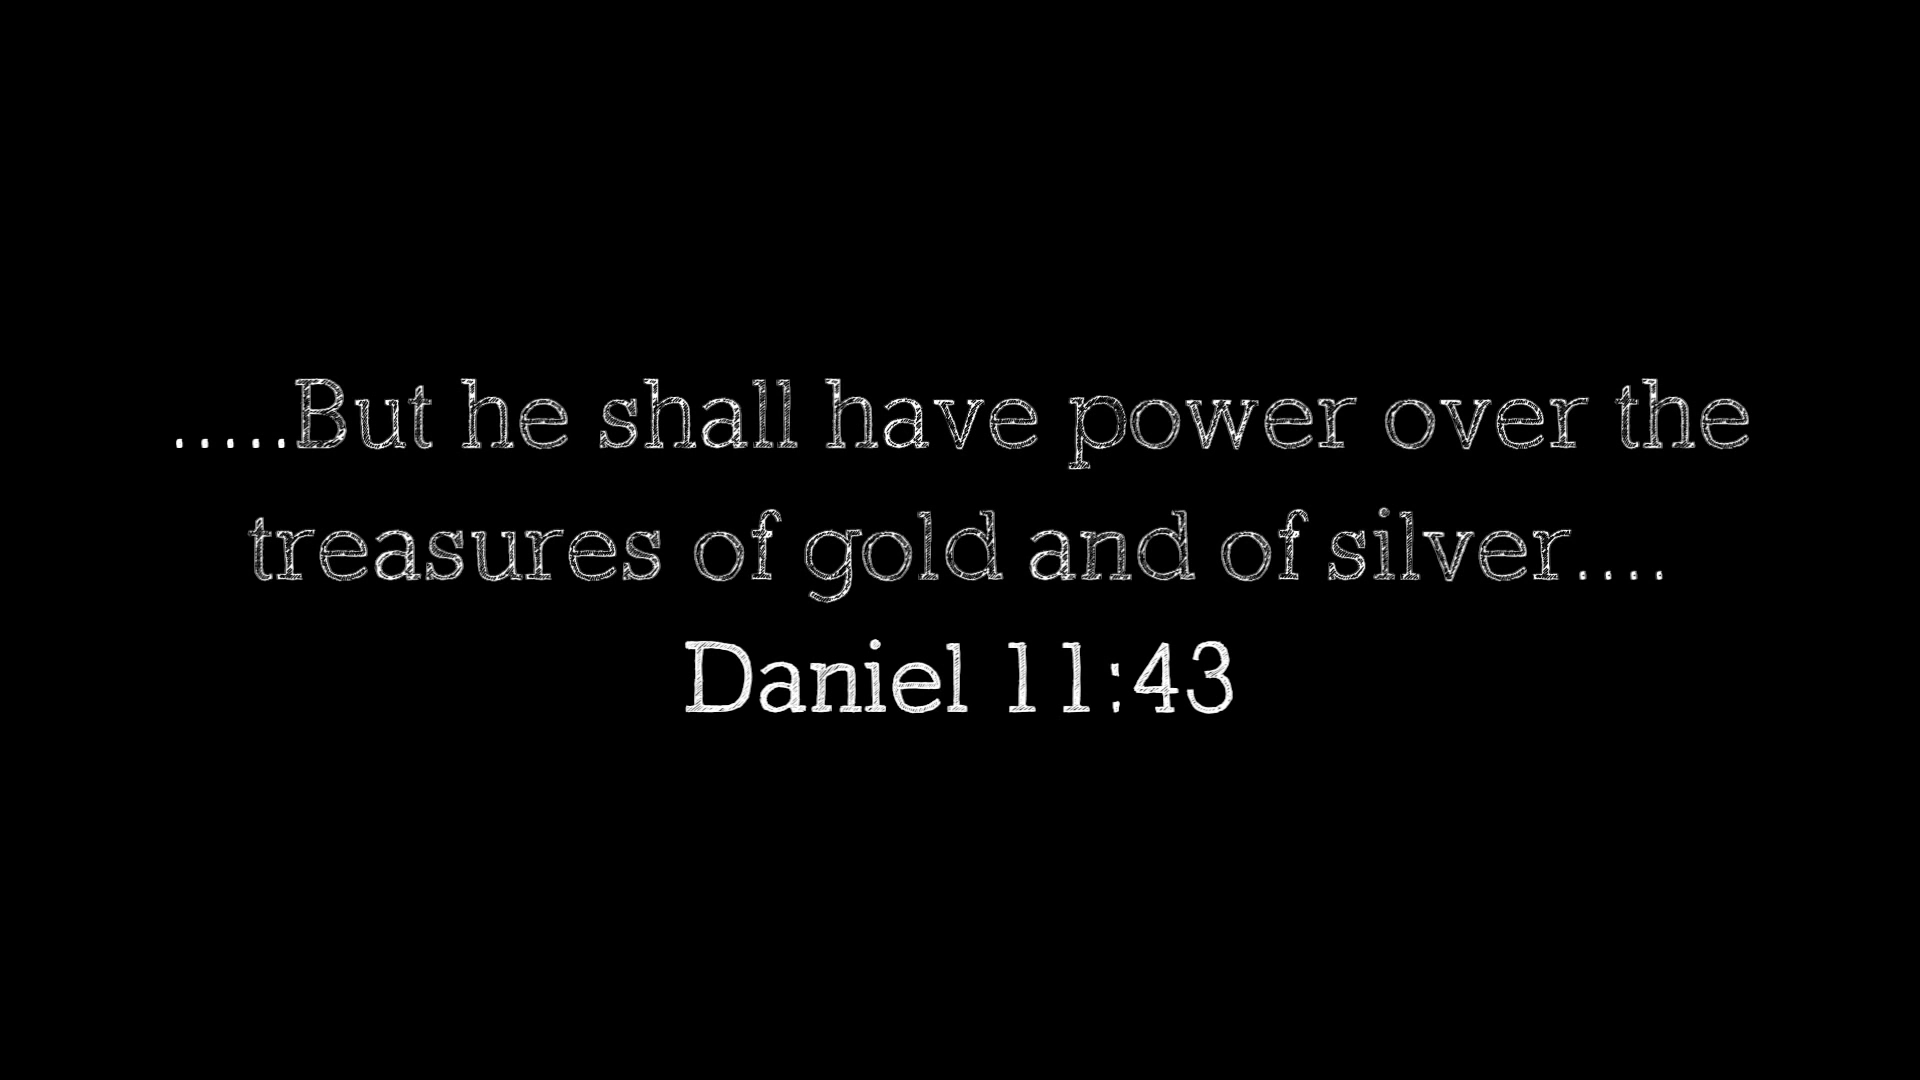 .....But he shall have power over the
treasures of gold and of silver....
Daniel 11:43